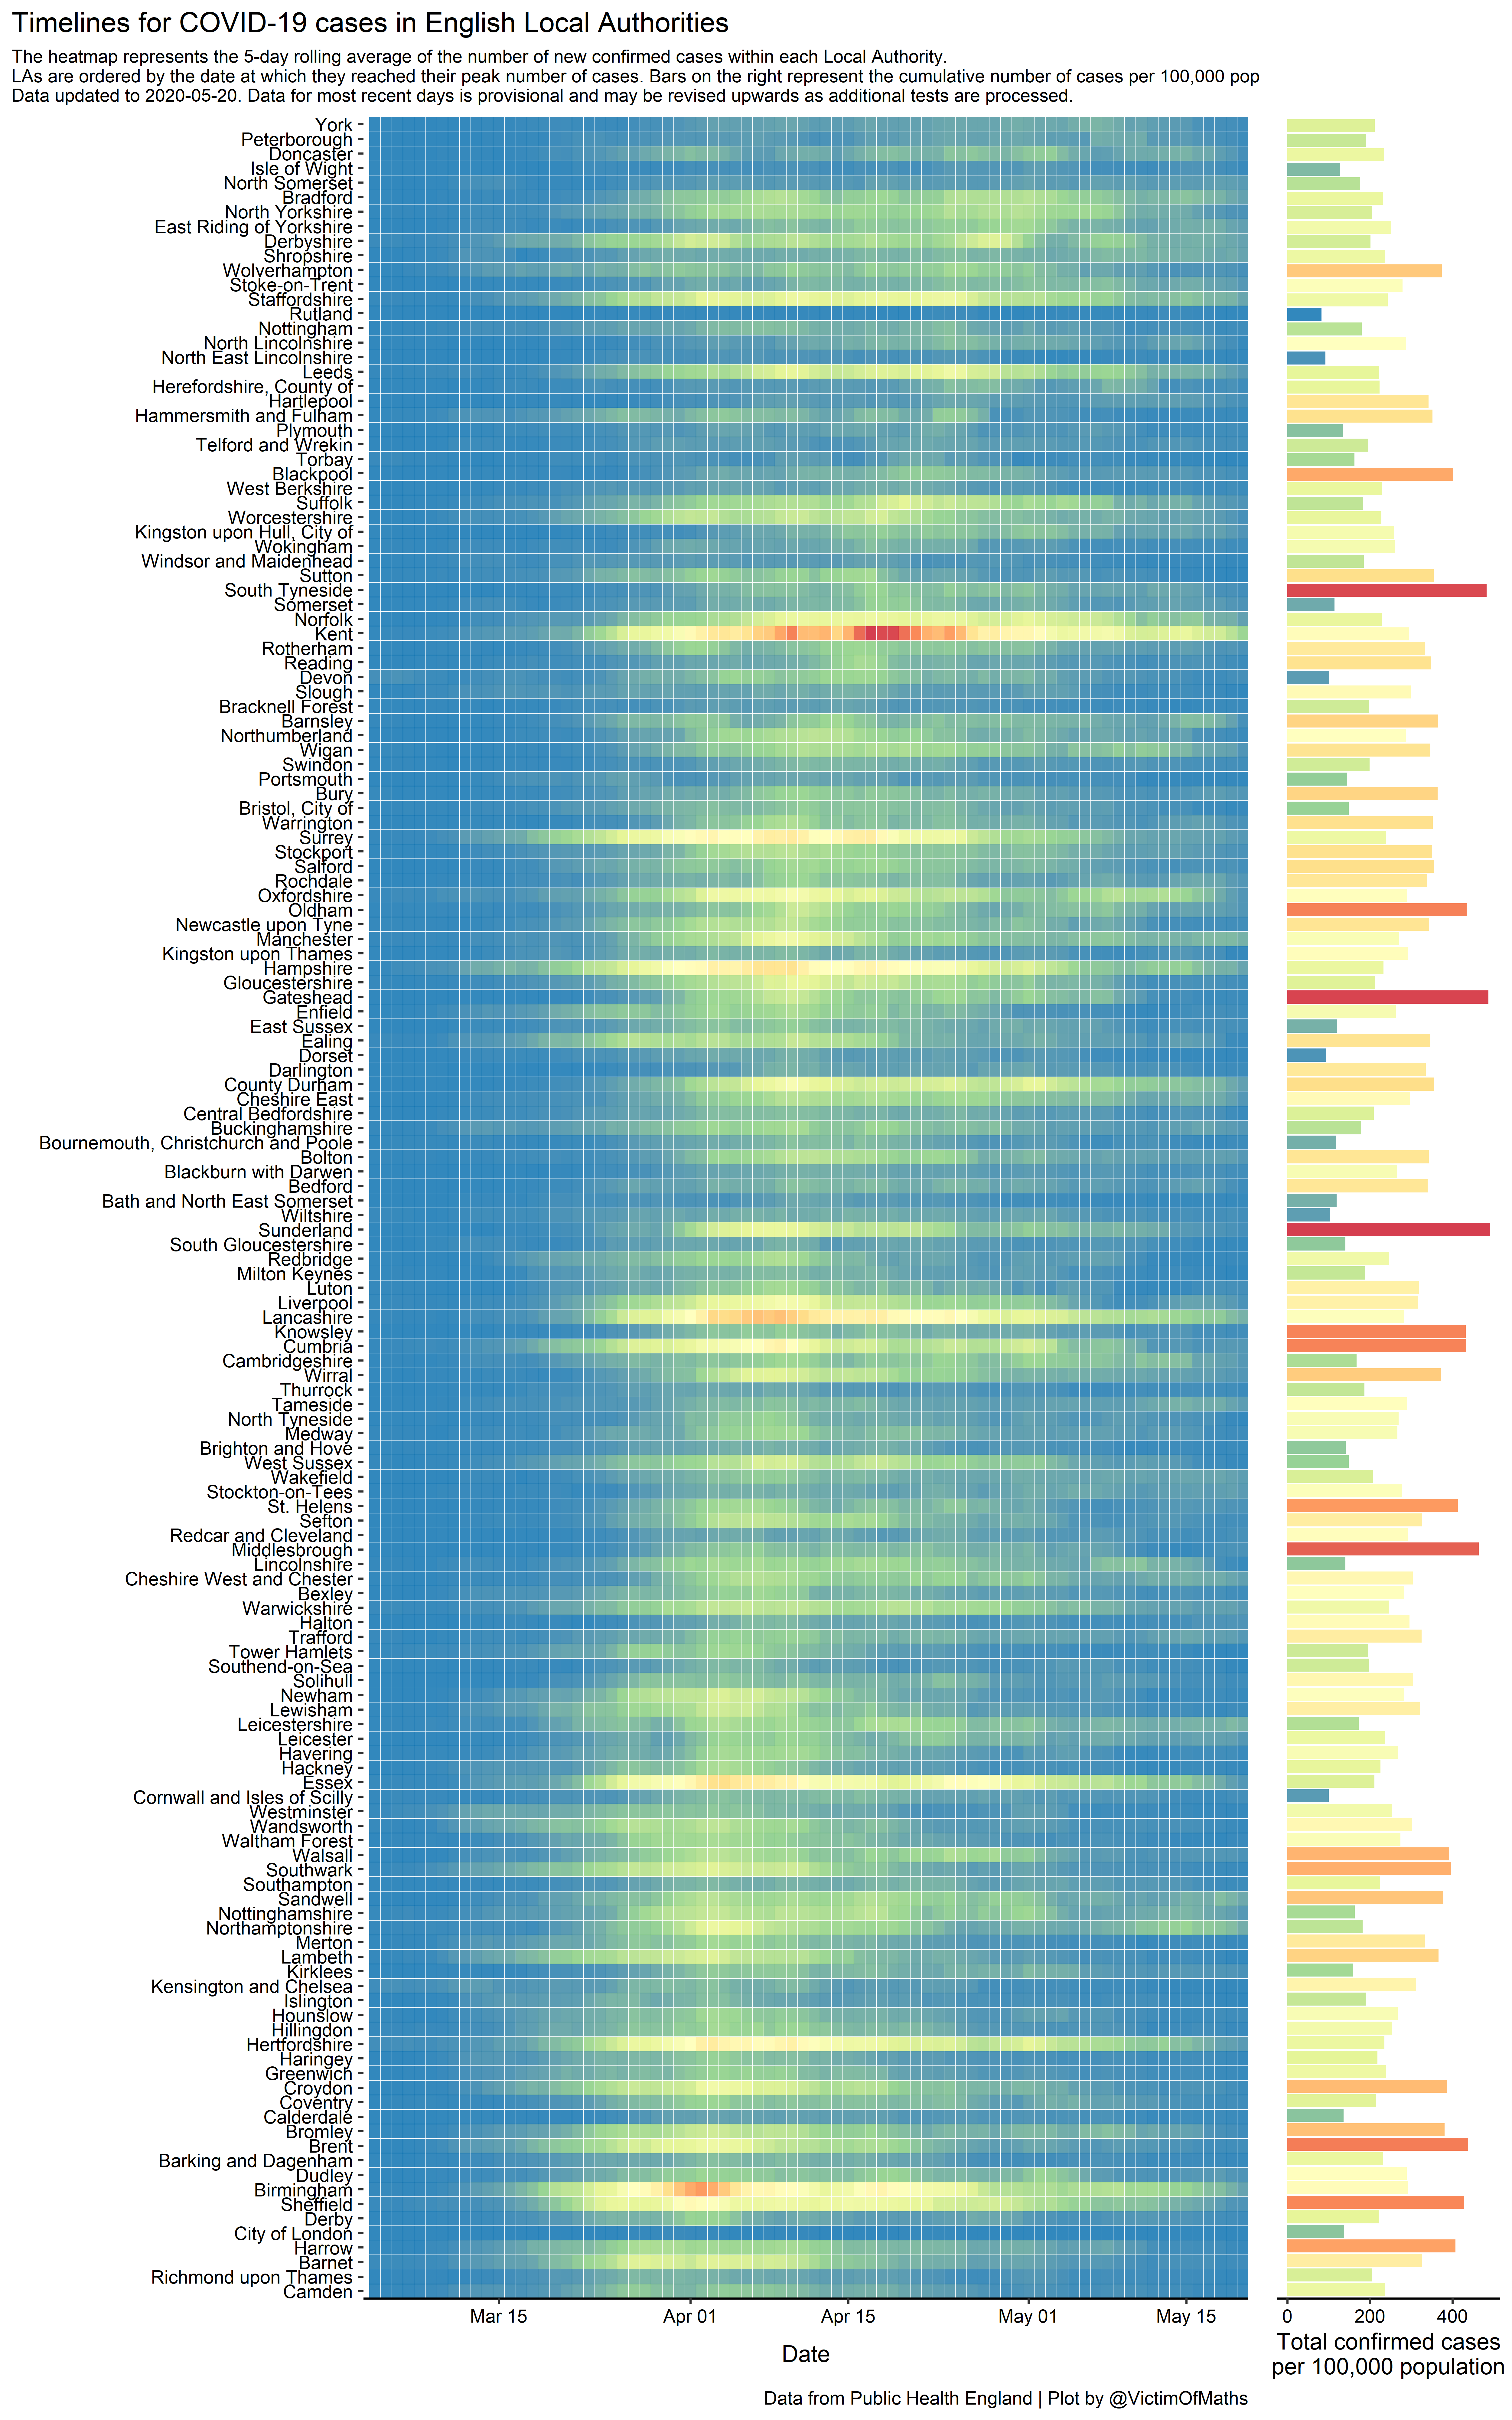 Timelines for COVID-19 cases in English Local Authorities
The heatmap represents the 5-day rolling average of the number of new confirmed cases within each Local Authority.
LAs are ordered by the date at which they reached their peak number of cases. Bars on the right represent the cumulative number of cases per 100,000 pop
Data updated to 2020-05-20. Data for most recent days is provisional and may be revised upwards as additional tests are processed.
York
Peterborough
Doncaster
Isle of Wight
North Somerset
Bradford
North Yorkshire
East Riding of Yorkshire
Derbyshire
Shropshire
Wolverhampton
Stoke-on-Trent
Staffordshire
Rutland
Nottingham
North Lincolnshire
North East Lincolnshire
Leeds
Herefordshire, County of
Hartlepool
Hammersmith and Fulham
Plymouth
Telford and Wrekin
Torbay
Blackpool
West Berkshire
Suffolk
Worcestershire
Kingston upon Hull, City of
Wokingham
Windsor and Maidenhead
Sutton
South Tyneside
Somerset
Norfolk
Kent
Rotherham
Reading
Devon
Slough
Bracknell Forest
Barnsley
Northumberland
Wigan
Swindon
Portsmouth
Bury
Bristol, City of
Warrington
Surrey
Stockport
Salford
Rochdale
Oxfordshire
Oldham
Newcastle upon Tyne
Manchester
Kingston upon Thames
Hampshire
Gloucestershire
Gateshead
Enfield
East Sussex
Ealing
Dorset
Darlington
County Durham
Cheshire East
Central Bedfordshire
Buckinghamshire
Bournemouth, Christchurch and Poole
Bolton
Blackburn with Darwen
Bedford
Bath and North East Somerset
Wiltshire
Sunderland
South Gloucestershire
Redbridge
Milton Keynes
Luton
Liverpool
Lancashire
Knowsley
Cumbria
Cambridgeshire
Wirral
Thurrock
Tameside
North Tyneside
Medway
Brighton and Hove
West Sussex
Wakefield
Stockton-on-Tees
St. Helens
Sefton
Redcar and Cleveland
Middlesbrough
Lincolnshire
Cheshire West and Chester
Bexley
Warwickshire
Halton
Trafford
Tower Hamlets
Southend-on-Sea
Solihull
Newham
Lewisham
Leicestershire
Leicester
Havering
Hackney
Essex
Cornwall and Isles of Scilly
Westminster
Wandsworth
Waltham Forest
Walsall
Southwark
Southampton
Sandwell
Nottinghamshire
Northamptonshire
Merton
Lambeth
Kirklees
Kensington and Chelsea
Islington
Hounslow
Hillingdon
Hertfordshire
Haringey
Greenwich
Croydon
Coventry
Calderdale
Bromley
Brent
Barking and Dagenham
Dudley
Birmingham
Sheffield
Derby
City of London
Harrow
Barnet
Richmond upon Thames
Camden
Mar 15 Apr 01 Apr 15 May 01 May 15
Date
0 200 400
Total confirmed cases
per 100,000 population
Data from Public Health England | Plot by @VictimOfMaths